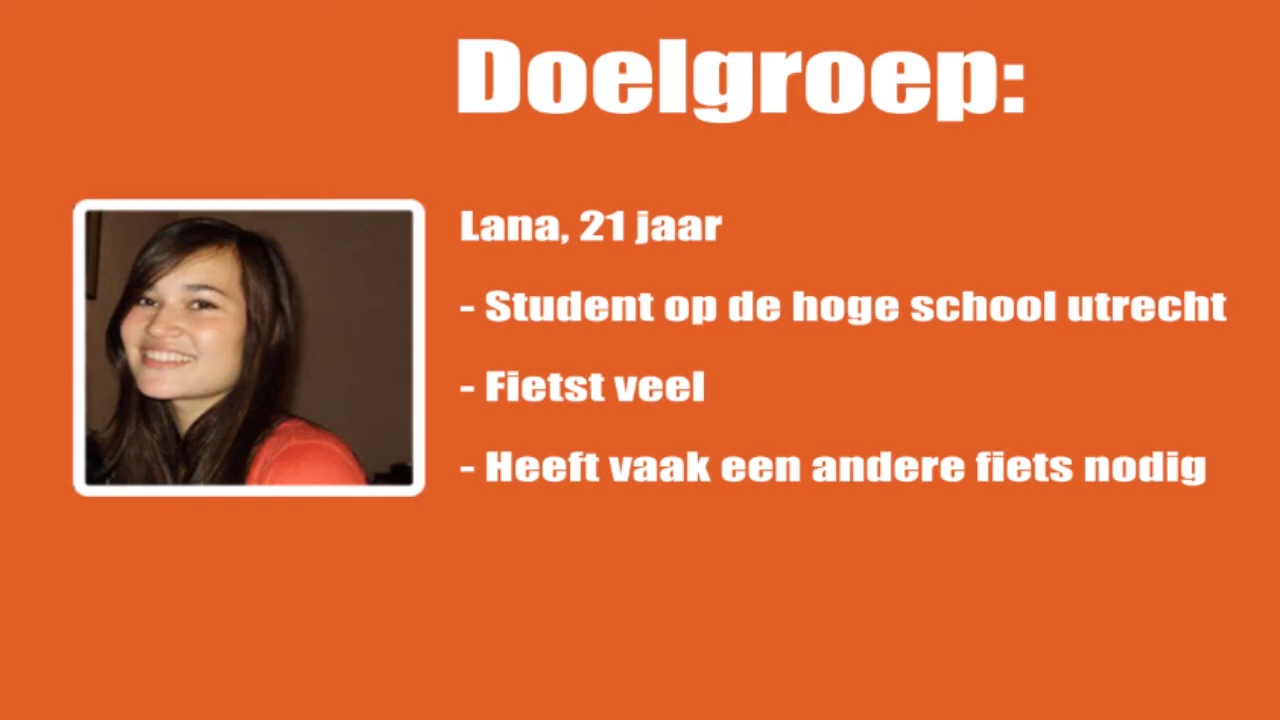 Doelgroep:
Lana, 21 jaar
- Student op de hoge school utrecht
- Fietst veel
- Heeft vaak een andere fiets nodig